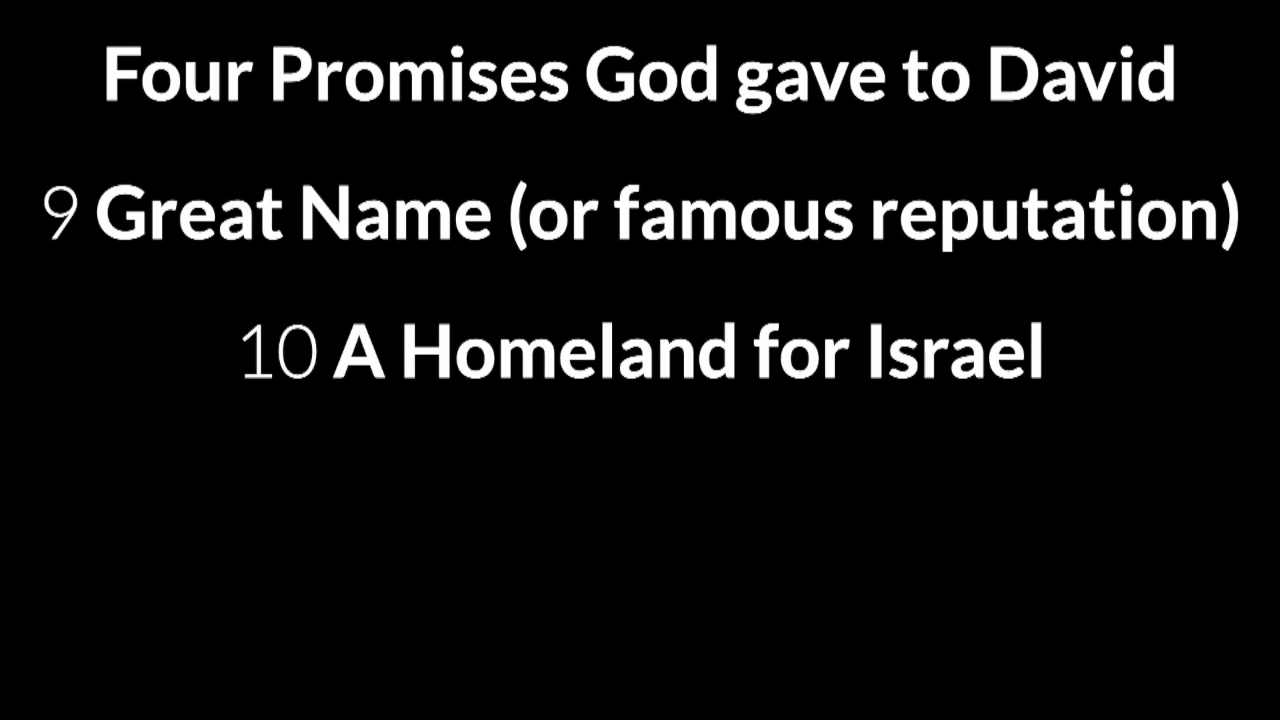 Four Promises God gave to David
9 Great Name (or famous reputation)
10 A Homeland for Israel